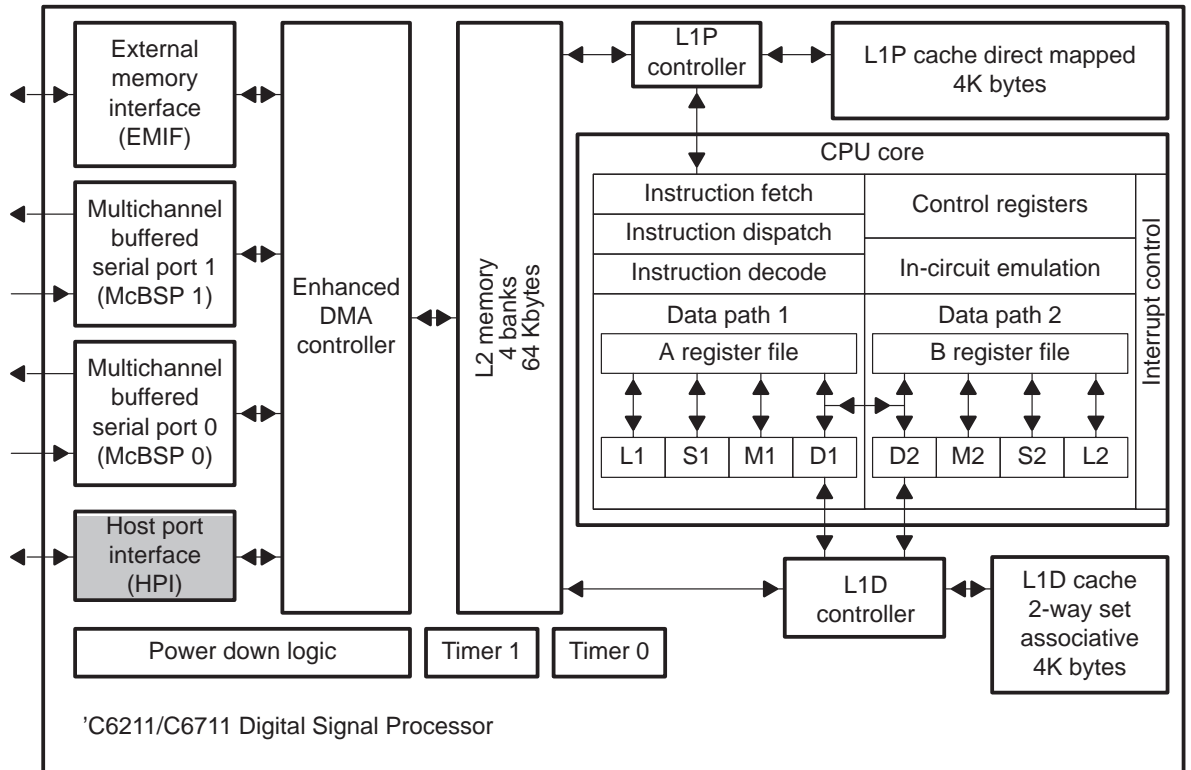 External
memory
interface
(EMIF)
Multichannel
buffered
serial port 1
(McBSP 1)
Multichannel
buffered
serial port 0
(McBSP 0)
Host port
interface
(HPI)
Enhanced
DMA
controller
L2 memory
4 banks
64 Kbytes
L1P
controller
L1P cache direct mapped
4K bytes
CPU core
Instruction fetch
Instruction dispatch
Instruction decode
Control registers
In-circuit emulation
Interrupt control
Data path 1
A register file
L1 S1 M1 D1
Data path 2
B register file
D2 M2 S2 L2
L1D
controller
L1D cache
2-way set
associative
4K bytes
Power down logic
Timer 1
Timer 0
'C6211/C6711 Digital Signal Processor